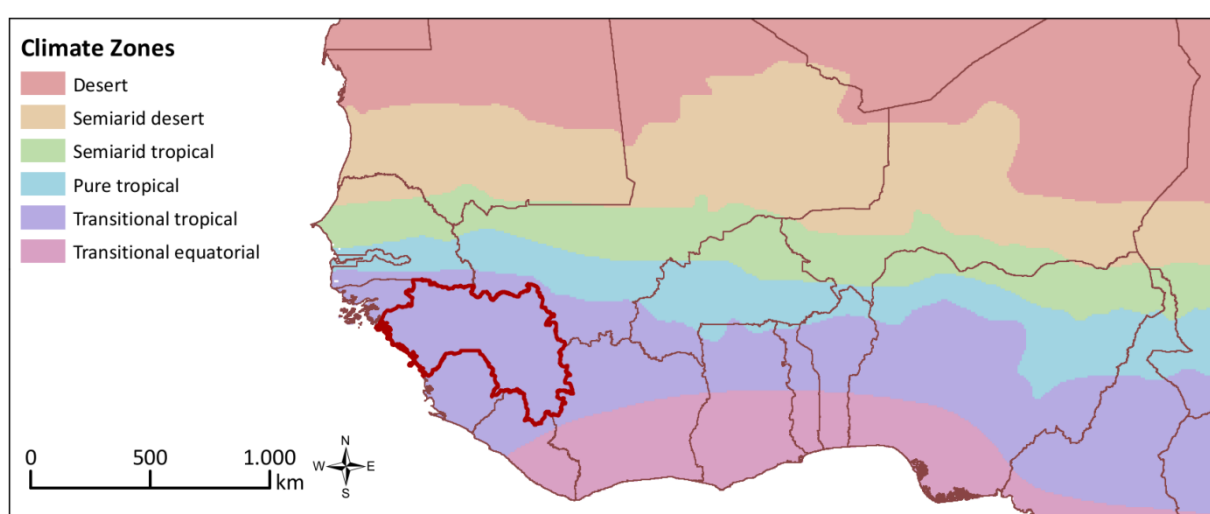 Climate Zones
Desert
Semiarid desert
Semiarid tropical
Pure tropical
Transitional tropical
Transitional equatorial
0 500 1.000
km
N
W E
S